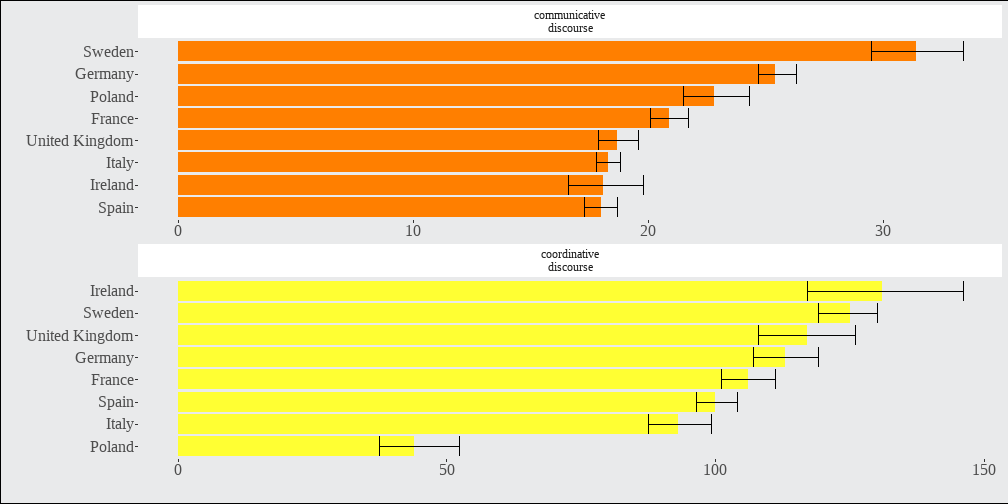 communicative
discourse
Sweden
Germany
Poland
France
United Kingdom
Italy
Ireland
Spain
0 10 20 30
coordinative
discourse
Ireland
Sweden
United Kingdom
Germany
France
Spain
Italy
Poland
0 50 100 150